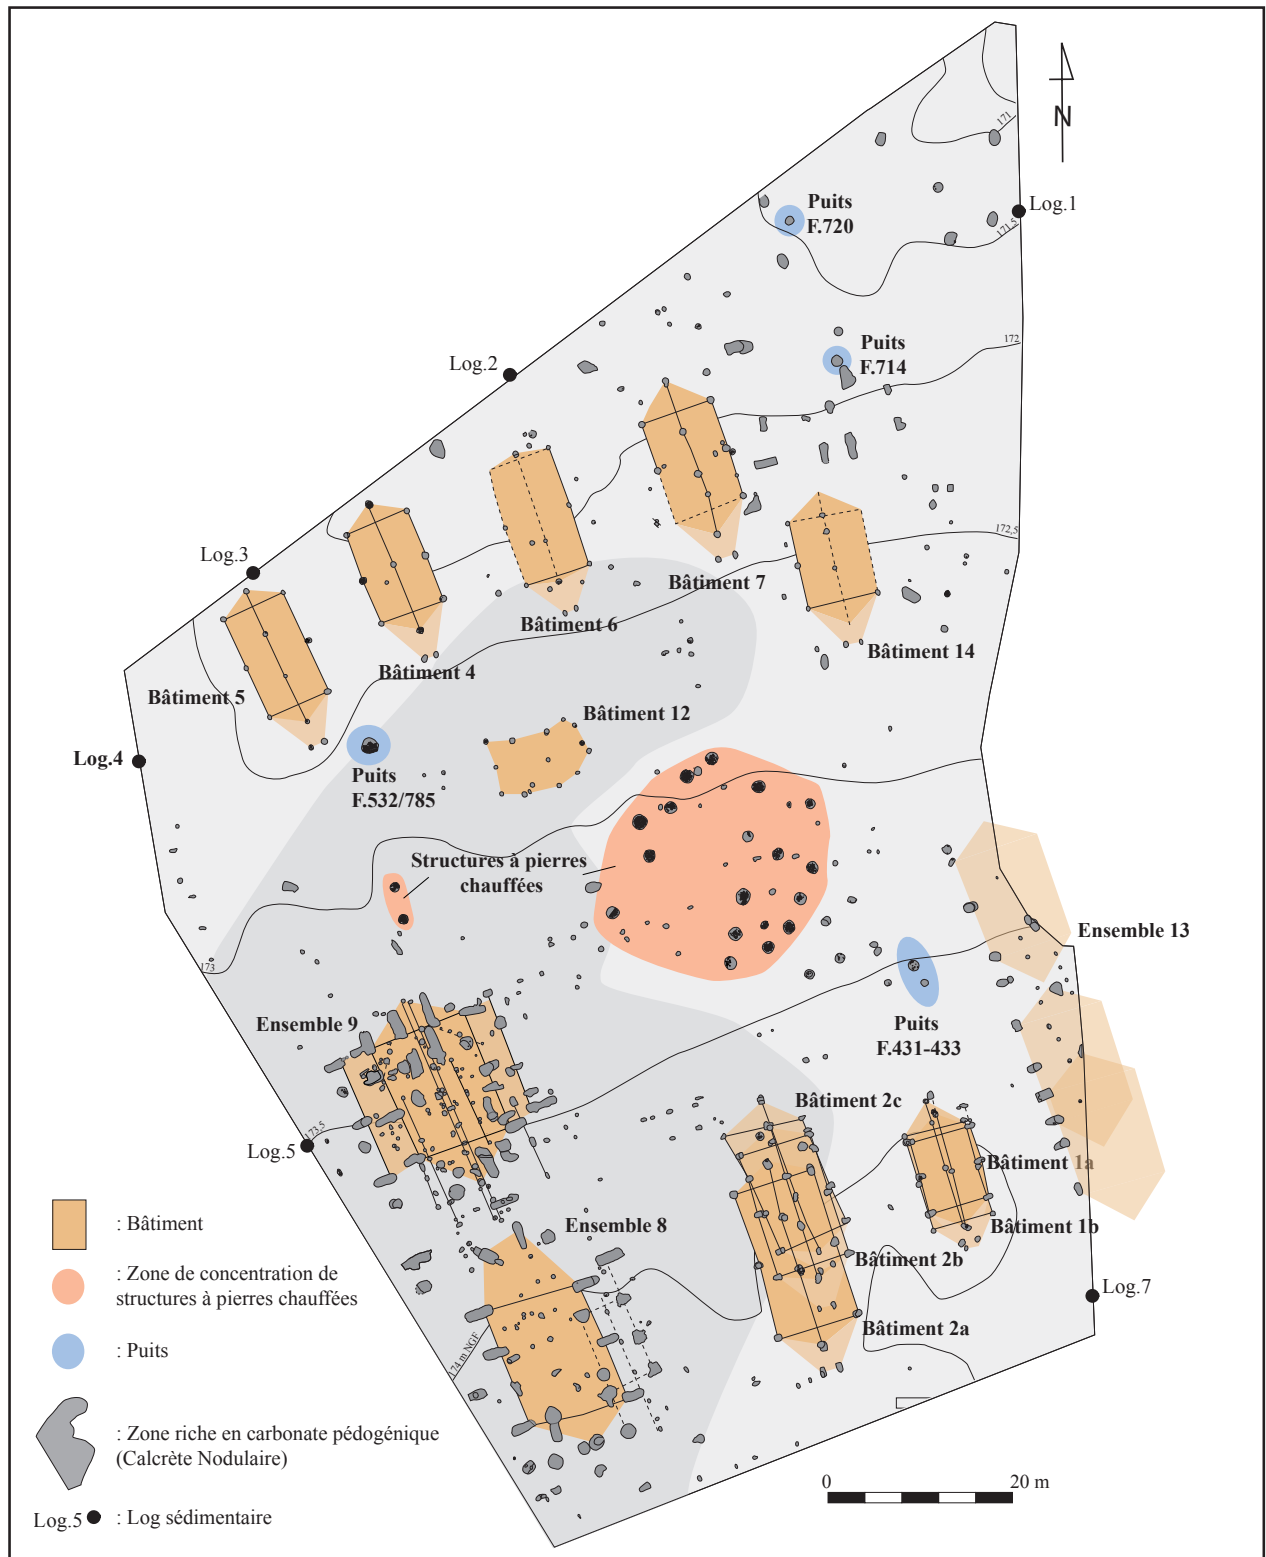 N
171
Log.1
171,5
Puits
F.720
172
Puits
F.714
Log.2
172,5
Log.3
Bâtiment 7
Bâtiment 6
Bâtiment 14
Bâtiment 4
Bâtiment 5
Bâtiment 12
Log.4
Puits
F.532/785
Structures à pierres
chauffées
Ensemble 13
173
Ensemble 9
Puits
F.431-433
Bâtiment 2c
173,5
Log.5
Bâtiment 1a
Bâtiment 1b
Ensemble 8
Bâtiment 2b
Log.7
Bâtiment 2a
174 m NGF
: Bâtiment
: Zone de concentration de
structures à pierres chauffées
: Puits
: Zone riche en carbonate pédogénique
(Calcrète Nodulaire)
Log.5 : Log sédimentaire
0 20 m